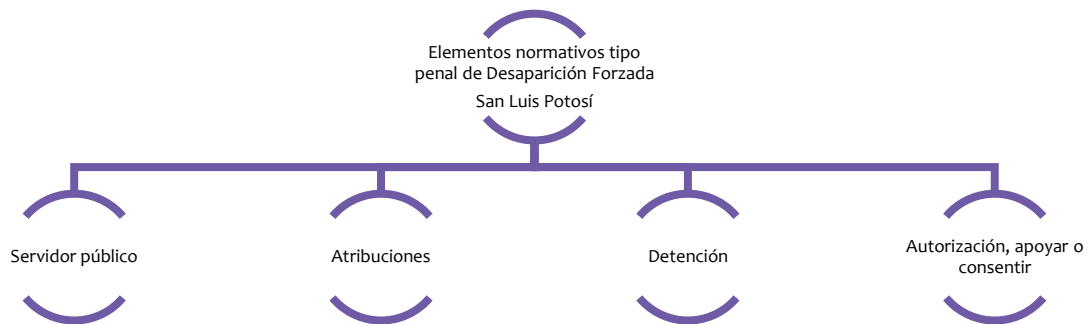 Elementos normativos tipo
penal de Desaparición Forzada
San Luis Potosí
Servidor público
Atribuciones
Detención
Autorización, apoyar o
consentir